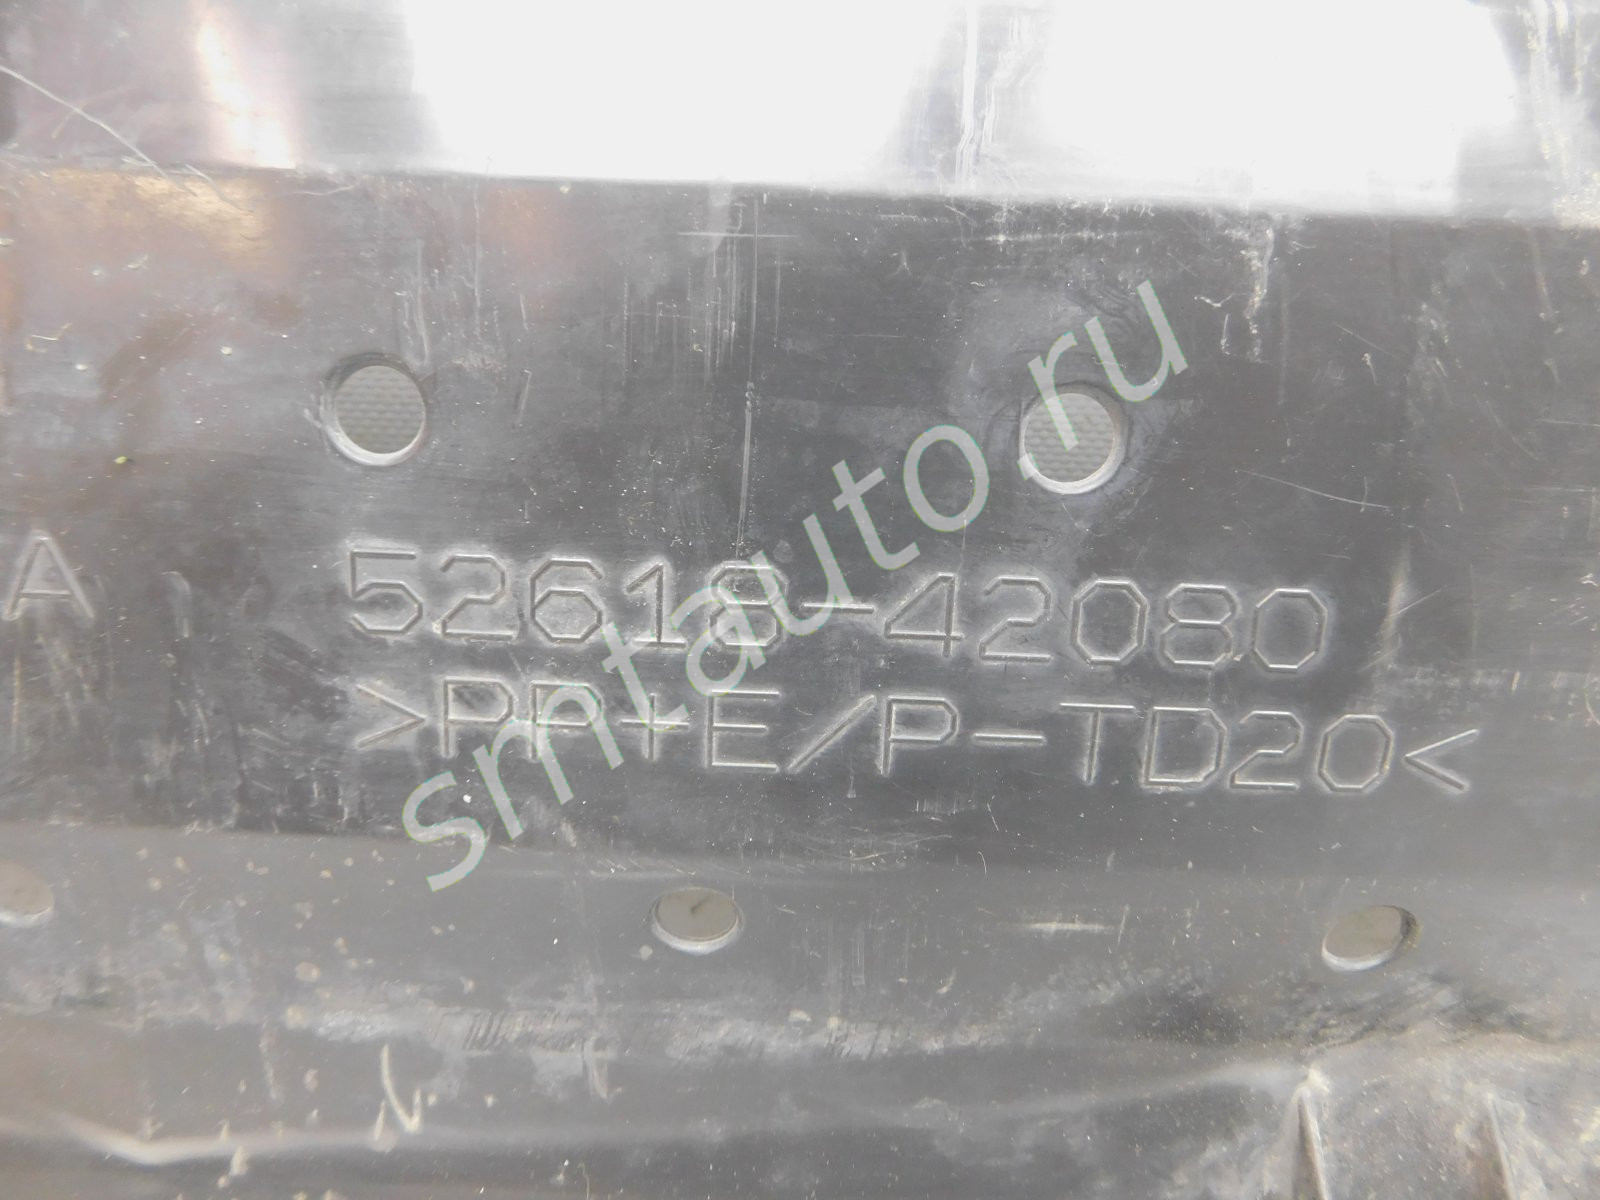 A 52618-42080
>PP+E/P-TD20<
smtauto.ru